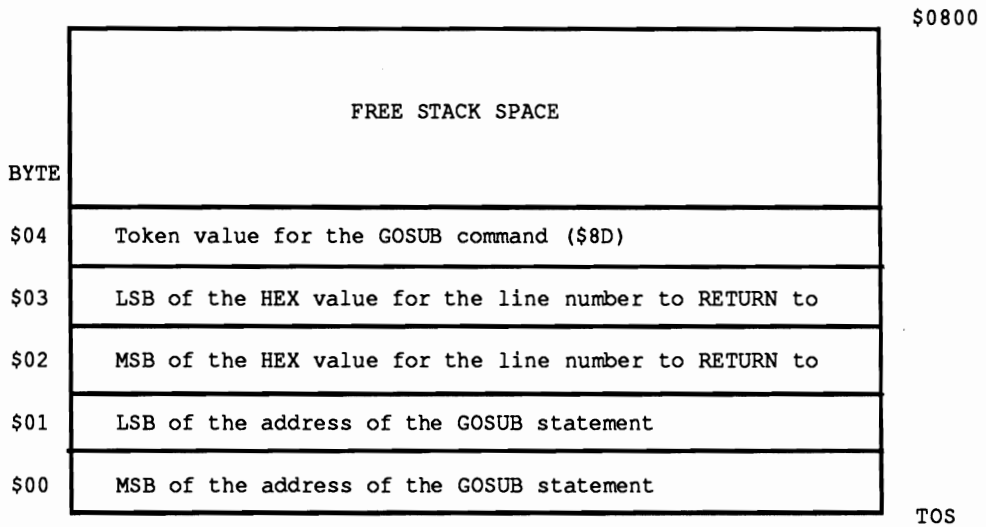 $0800
FREE STACK SPACE
BYTE
$04 Token value for the GOSUB command ($8D)
$03 LSB of the HEX value for the line number to RETURN to
$02 MSB of the HEX value for the line number to RETURN to
$01 LSB of the address of the GOSUB statement
$00 MSB of the address of the GOSUB statement
TOS